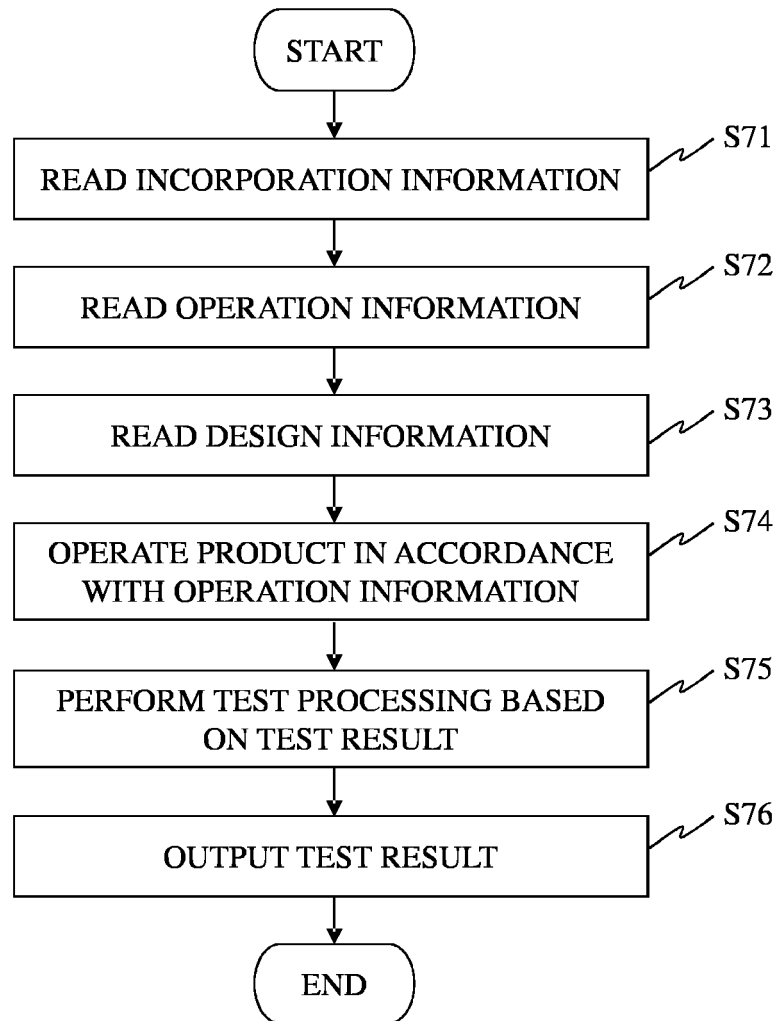 START
S71
READ INCORPORATION INFORMATION
S72
READ OPERATION INFORMATION
S73
READ DESIGN INFORMATION
S74
OPERATE PRODUCT IN ACCORDANCE
WITH OPERATION INFORMATION
S75
PERFORM TEST PROCESSING BASED
ON TEST RESULT
S76
OUTPUT TEST RESULT
END